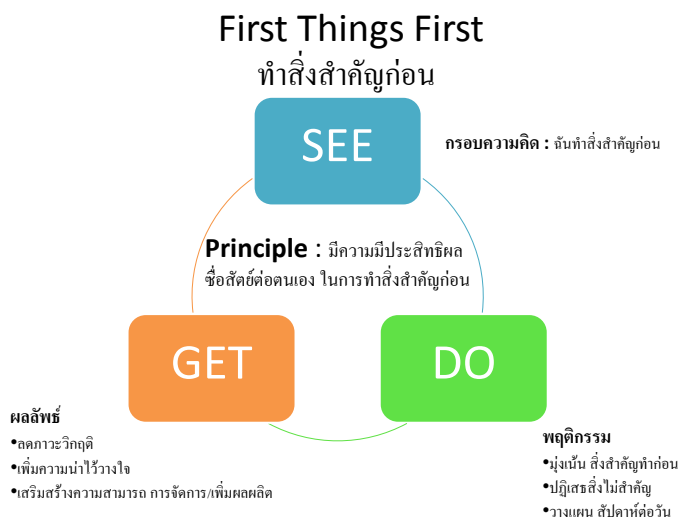 First Things First
ทำสิ่งสำคัญก่อน
SEE
กรอบความคิด : ฉันทำสิ่งสำคัญก่อน
Principle : มีความมีประสิทธิผล
ซื่อสัตย์ต่อตนเอง ในการทำสิ่งสำคัญก่อน
GET
DO
ผลลัพธ์
•ลดภาวะวิกฤติ
•เพิ่มความน่าไว้วางใจ
•เสริมสร้างความสามารถ การจัดการ/เพิ่มผลผลิต
พฤติกรรม
•มุ่งเน้น สิ่งสำคัญทำก่อน
•ปฎิเสธสิ่งไม่สำคัญ
•วางแผน สัปดาห์ต่อวัน